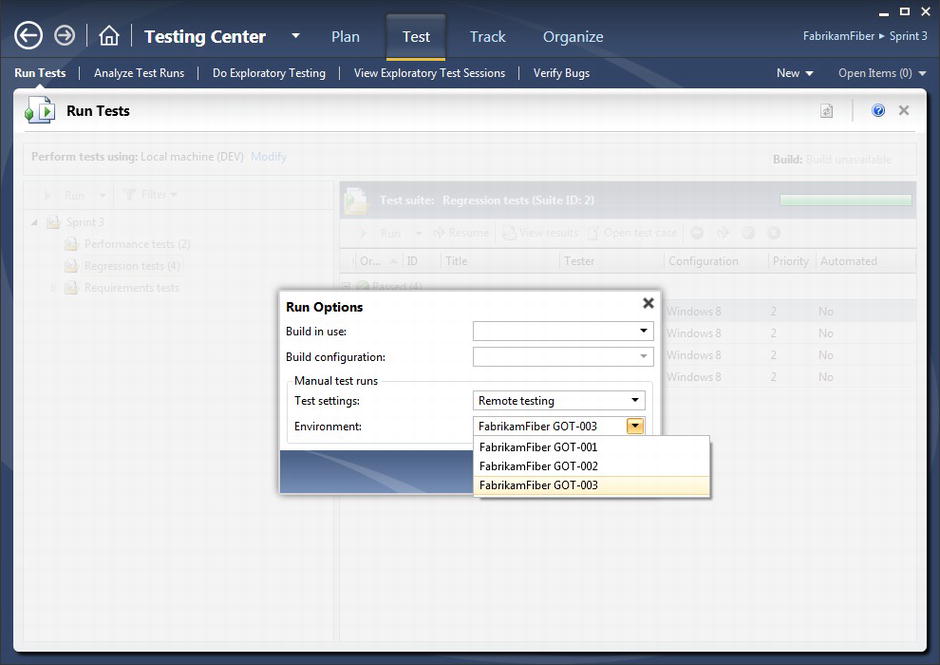 Testing Center Plan Test Track Organize FabrikamFiber ▸ Sprint 3
Run Tests | Analyze Test Runs | Do Exploratory Testing | View Exploratory Test Sessions | Verify Bugs New Open Items (0)
Run Tests
Perform tests using: Local machine (DEV) Modify Build: Build unavailable
Run Filter
Test suite: Regression tests (Suite ID: 2)
Sprint 3
Run Resume View results Open test case
Performance tests (2)
Or... ID Title Tester Configuration Priority Automated
Regression tests (4)
Requirements tests
Passed (4)
Run Options
Windows 8 2 No
Build in use:
Windows 8 2 No
Build configuration:
Windows 8 2 No
Manual test runs
Windows 8 2 No
Test settings: Remote testing
Environment: FabrikamFiber GOT-003
FabrikamFiber GOT-001
FabrikamFiber GOT-002
FabrikamFiber GOT-003